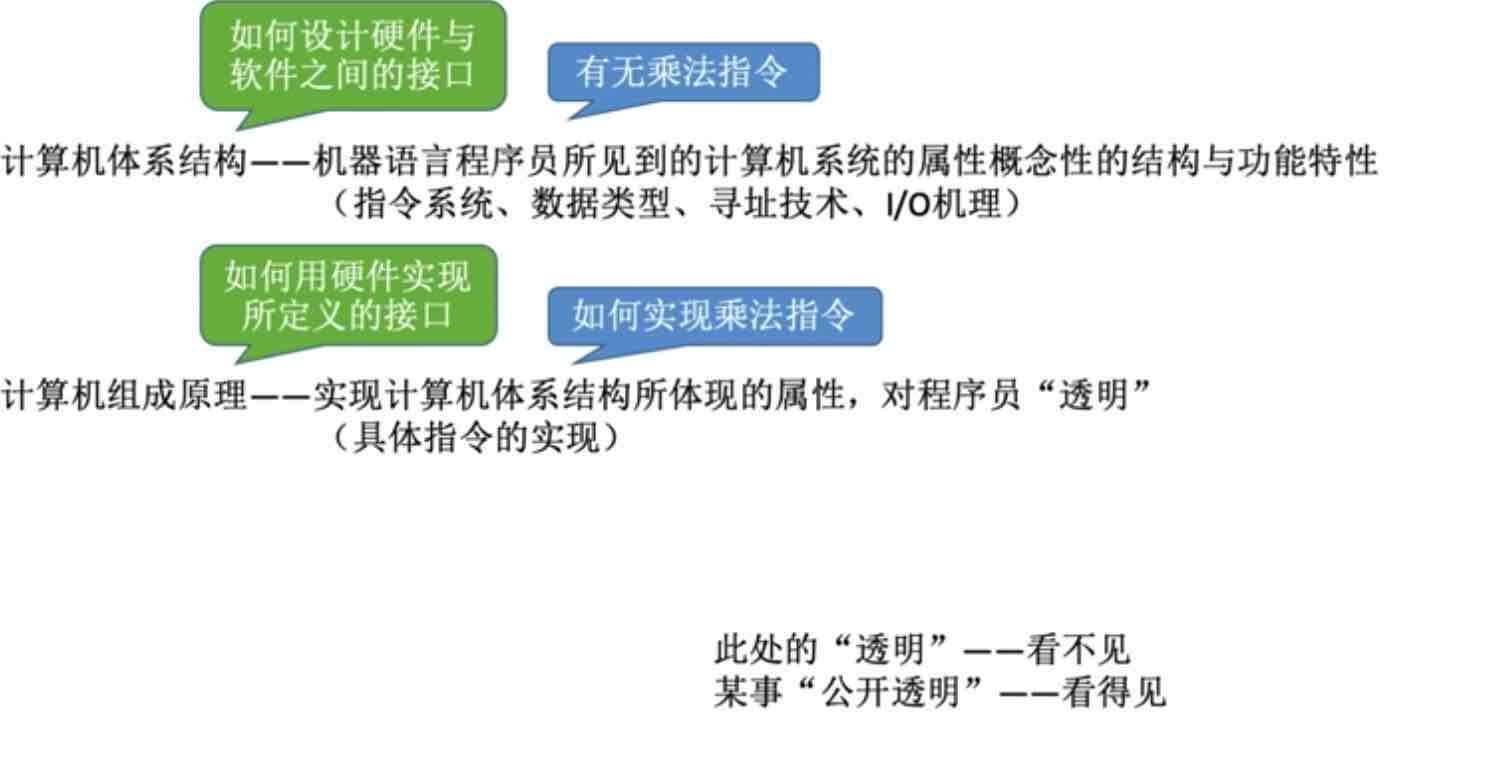 如何设计硬件与
软件之间的接口
有无乘法指令
计算机体系结构——机器语言程序员所见到的计算机系统的属性概念性的结构与功能特性
（指令系统、数据类型、寻址技术、I/O机理）
如何用硬件实现
所定义的接口
如何实现乘法指令
计算机组成原理——实现计算机体系结构所体现的属性，对程序员“透明”
（具体指令的实现）
此处的“透明”——看不见
某事“公开透明”——看得见